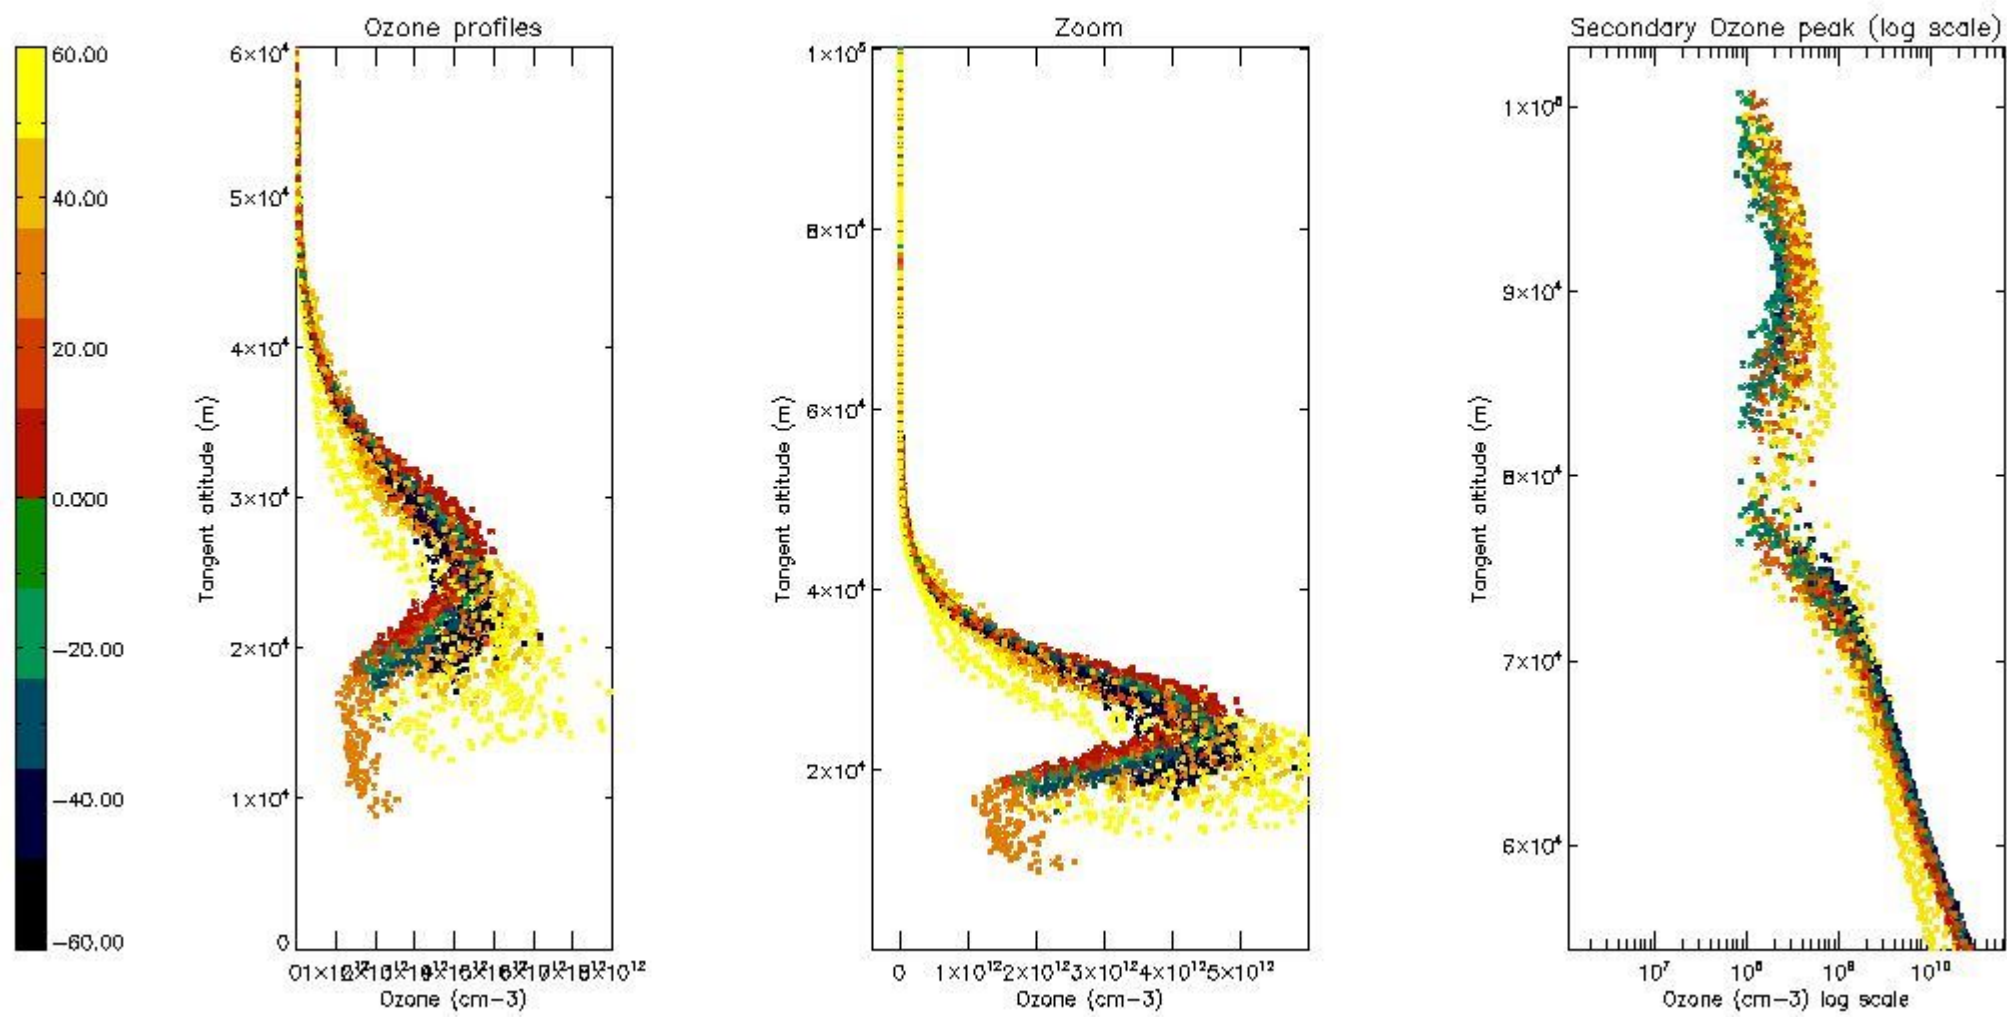 Ozone profiles
Zoom
Secondary Ozone peak (log scale)
60.00
40.00
20.00
0.000
−20.00
−40.00
−60.00
6×10⁴
5×10⁴
4×10⁴
3×10⁴
2×10⁴
1×10⁴
0
Tangent altitude (m)
Ozone (cm−3)
1×10⁵
8×10⁴
6×10⁴
4×10⁴
2×10⁴
Tangent altitude (m)
0 1×10¹² 2×10¹² 3×10¹² 4×10¹² 5×10¹²
Ozone (cm−3)
9×10⁴
8×10⁴
7×10⁴
6×10⁴
Tangent altitude (m)
10⁷ 10⁸ 10⁹ 10¹⁰
Ozone (cm−3) log scale